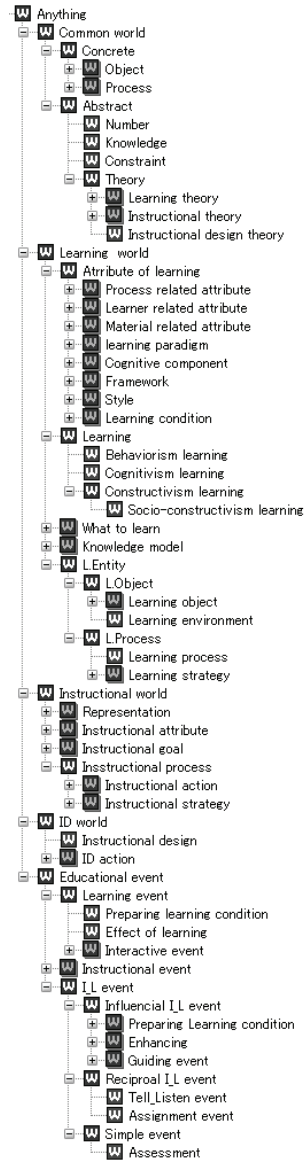 Anything
Common world
Concrete
Object
Process
Abstract
Number
Knowledge
Constraint
Theory
Learning theory
Instructional theory
Instructional design theory
Learning world
Atrribute of learning
Process related attribute
Learner related attribute
Material related attribute
learning paradigm
Cognitive component
Framework
Style
Learning condition
Learning
Behaviorism learning
Cognitivism learning
Constructivism learning
Socio-constructivism learning
What to learn
Knowledge model
L.Entity
L.Object
Learning object
Learning environment
L.Process
Learning process
Learning strategy
Instructional world
Representation
Instructional attribute
Instructional goal
Insstructional process
Instructional action
Instructional strategy
ID world
Instructional design
ID action
Educational event
Learning event
Preparing learning condition
Effect of learning
Interactive event
Instructional event
I_L event
Influencial I_L event
Preparing Learning condition
Enhancing
Guiding event
Reciproal I_L event
Tell_Listen event
Assignment event
Simple event
Assessment